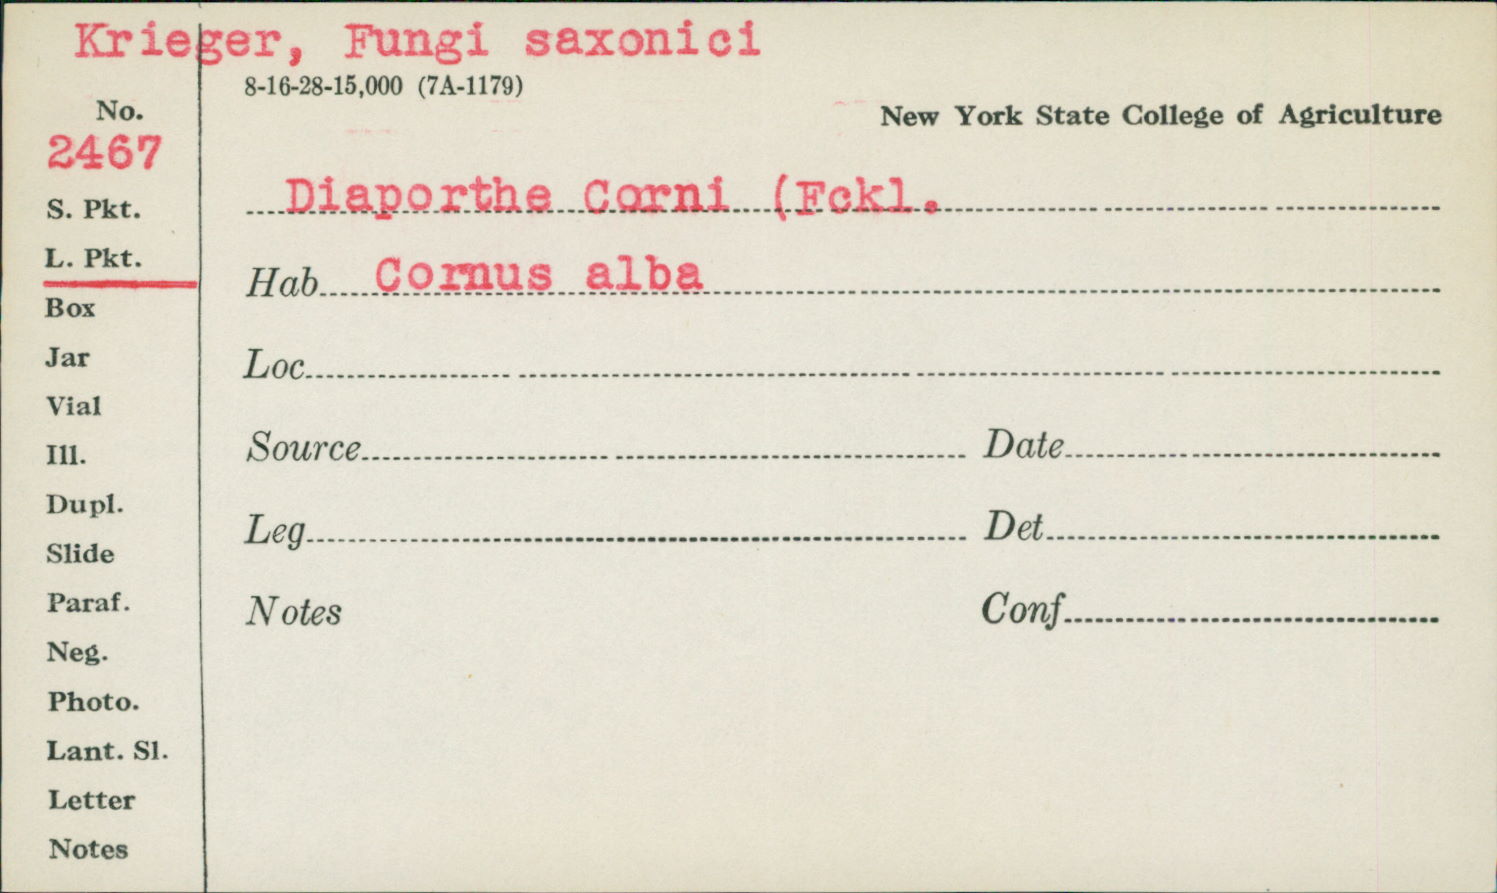 Krieger, Fungi saxonici
8-16-28-15,000 (7A-1179)
No.
New York State College of Agriculture
2467
Diaporthe Corni (Fckl.
S. Pkt.
L. Pkt.
Hab. Cornus alba
Box
Jar
Loc.
Vial
Ill.
Source
Date
Dupl.
Leg
Det
Slide
Paraf.
Notes
Conf
Neg.
Photo.
Lant. Sl.
Letter
Notes